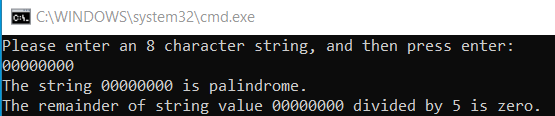 C:\WINDOWS\system32\cmd.exe
Please enter an 8 character string, and then press enter:
00000000
The string 00000000 is palindrome.
The remainder of string value 00000000 divided by 5 is zero.